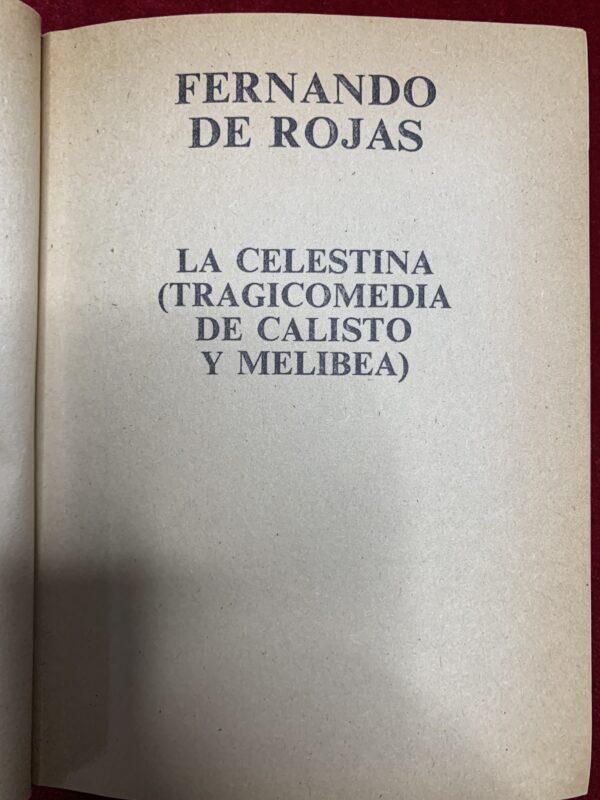 FERNANDO
DE ROJAS
LA CELESTINA
(TRAGICOMEDIA
DE CALISTO
Y MELIBEA)